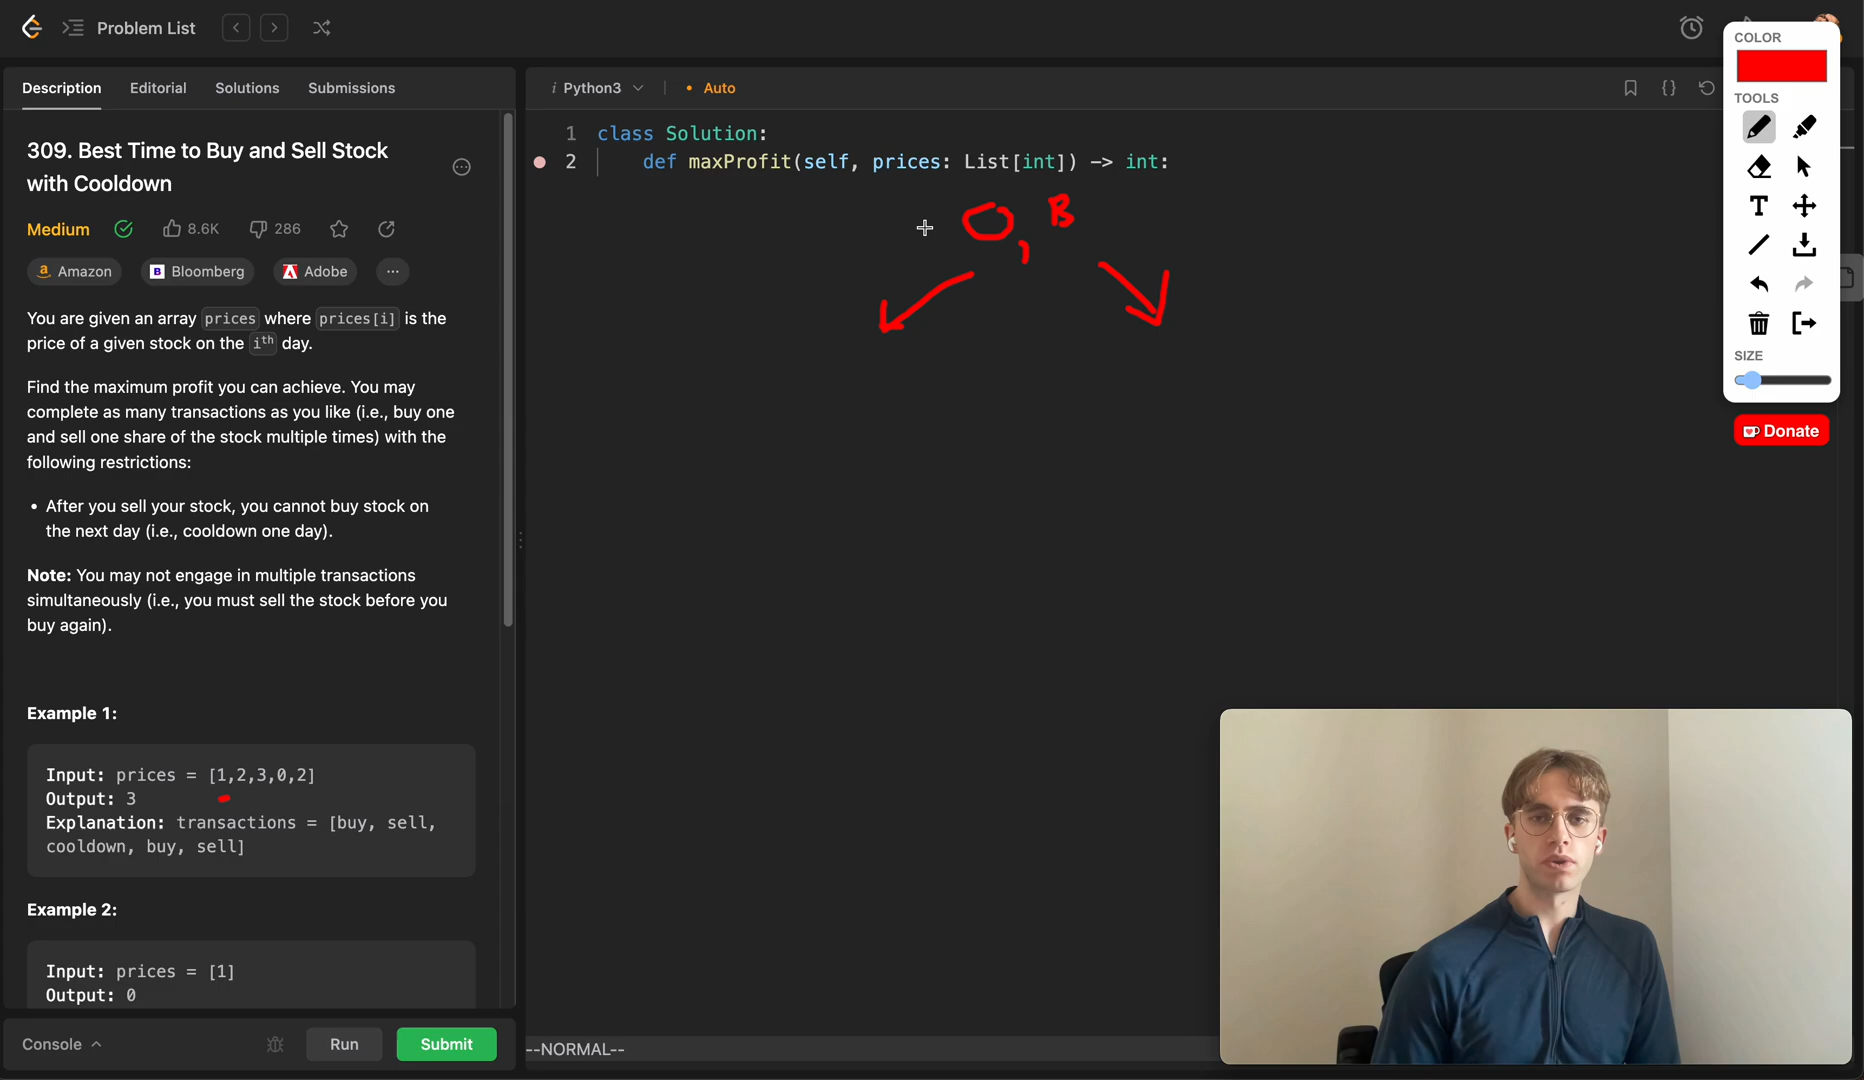 Problem List
Description Editorial Solutions Submissions
309. Best Time to Buy and Sell Stock
with Cooldown
Medium 8.6K 286
a Amazon B Bloomberg Adobe ...
You are given an array prices where prices[i] is the
price of a given stock on the ith day.
Find the maximum profit you can achieve. You may
complete as many transactions as you like (i.e., buy one
and sell one share of the stock multiple times) with the
following restrictions:
• After you sell your stock, you cannot buy stock on
the next day (i.e., cooldown one day).
Note: You may not engage in multiple transactions
simultaneously (i.e., you must sell the stock before you
buy again).
Example 1:
Input: prices = [1,2,3,0,2]
Output: 3
Explanation: transactions = [buy, sell,
cooldown, buy, sell]
Example 2:
Input: prices = [1]
Output: 0
Console Run Submit
i Python3 • Auto {}
1 class Solution:
2 def maxProfit(self, prices: List[int]) -> int:
0, B
--NORMAL--
COLOR
TOOLS
T
SIZE
Donate